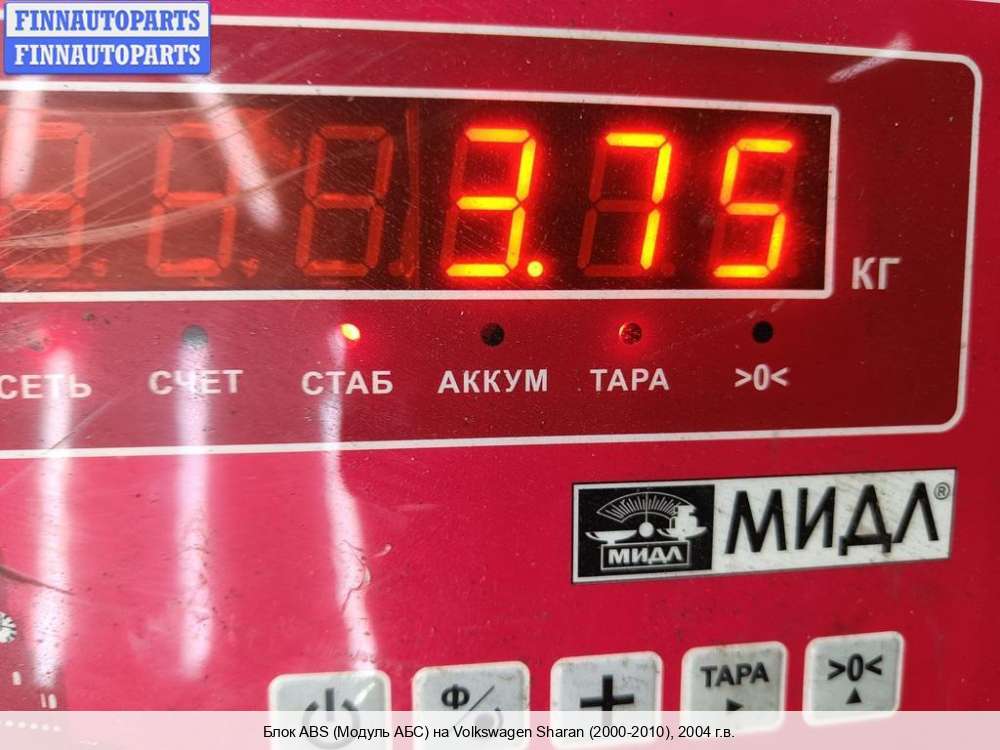 FINNAUTOPARTS
FINNAUTOPARTS
3.75
КГ
СЕТЬ СЧЕТ СТАБ АККУМ ТАРА >0<
МИДЛ МИДЛ®
Ф ТАРА >0<
Блок ABS (Модуль АБС) на Volkswagen Sharan (2000-2010), 2004 г.в.